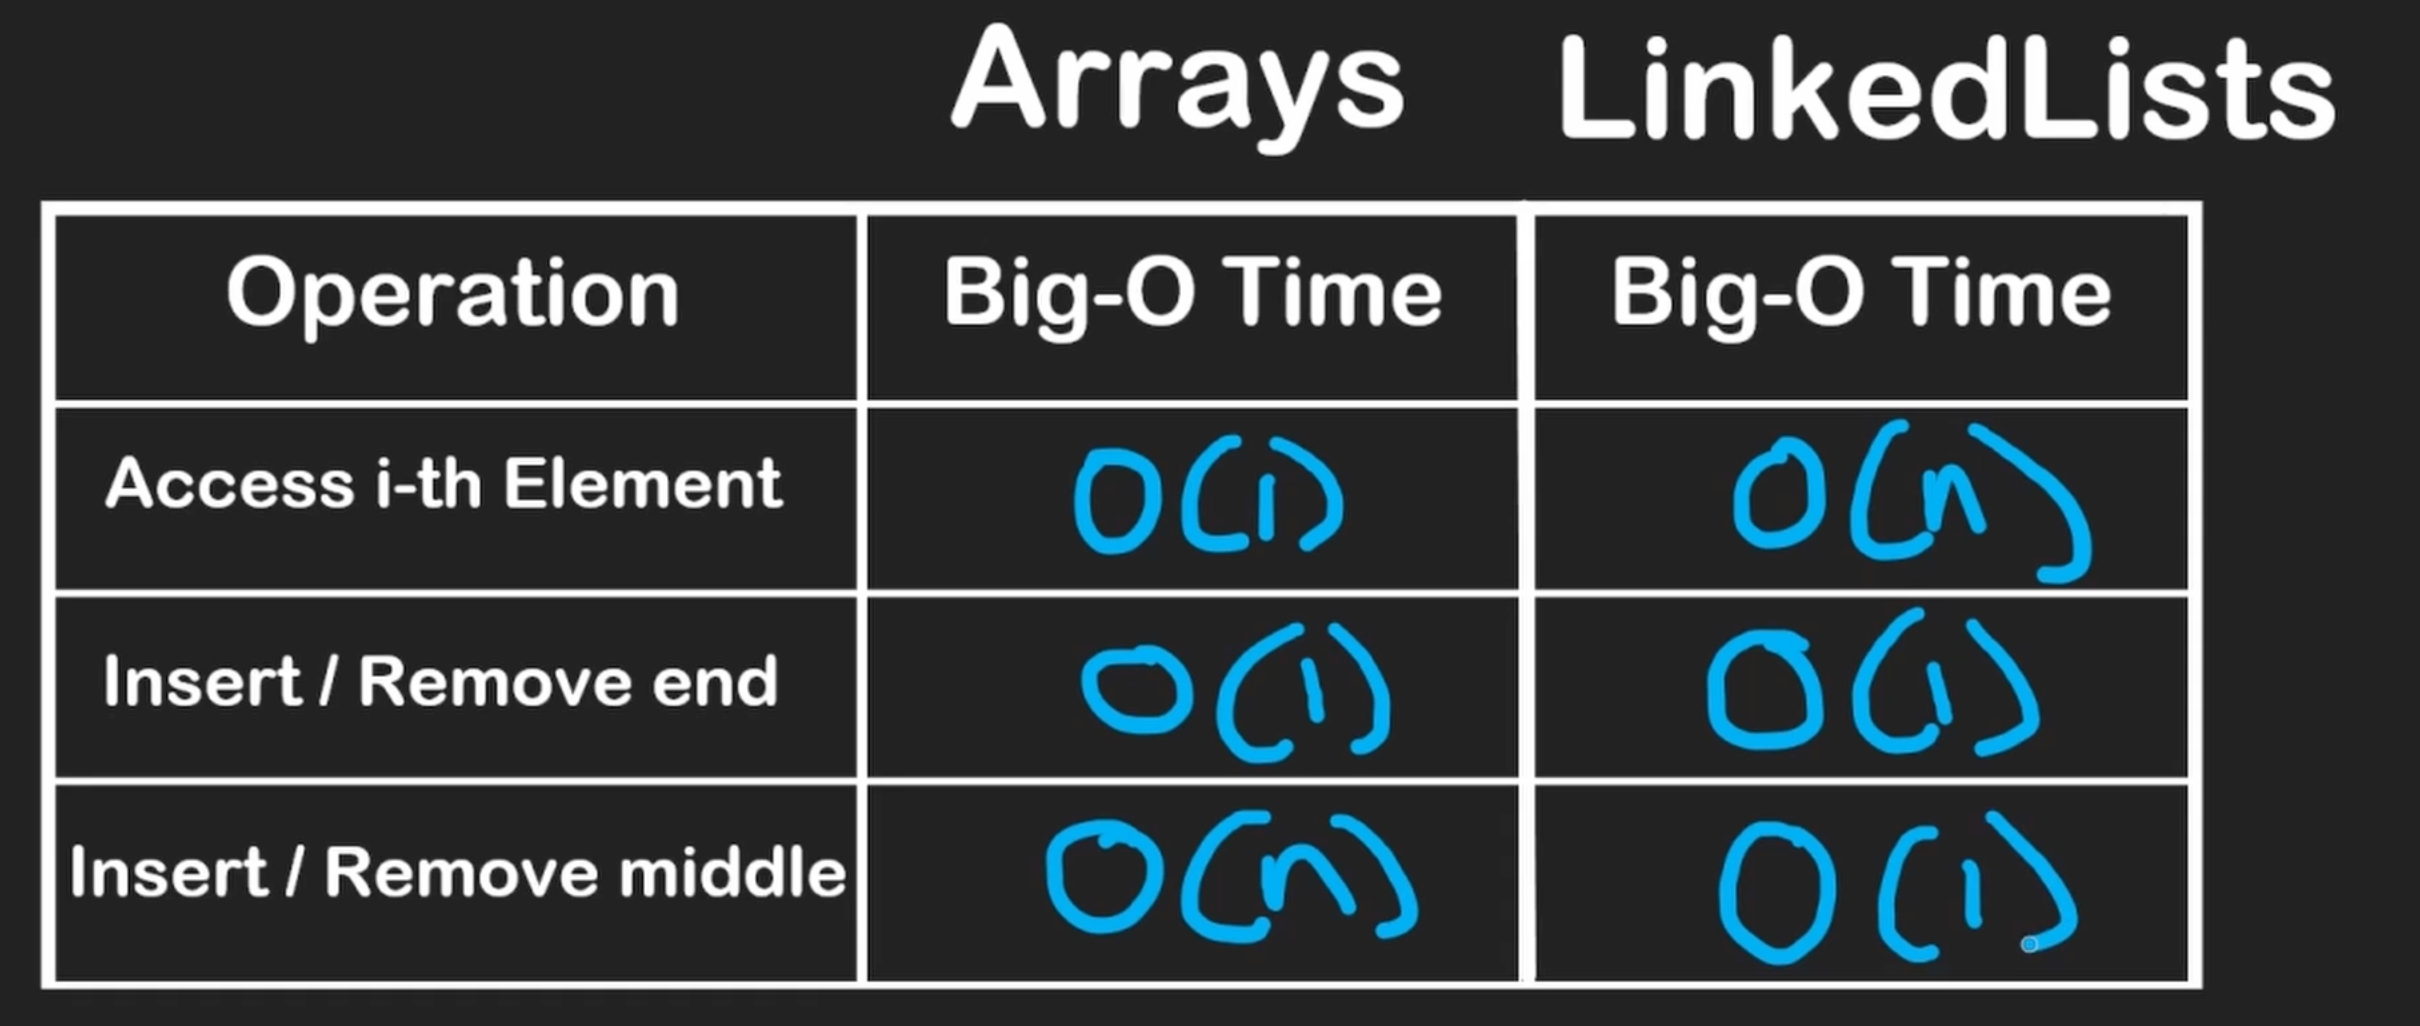 Arrays LinkedLists
Operation Big-O Time Big-O Time
Access i-th Element O(1) O(n)
Insert / Remove end O(1) O(1)
Insert / Remove middle O(n) O(1)